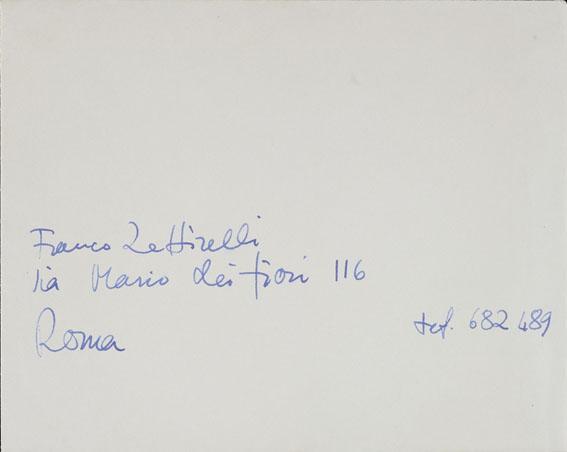 Franco Zeffirelli
Via Mario dei fiori 116
Roma
tel. 682 489